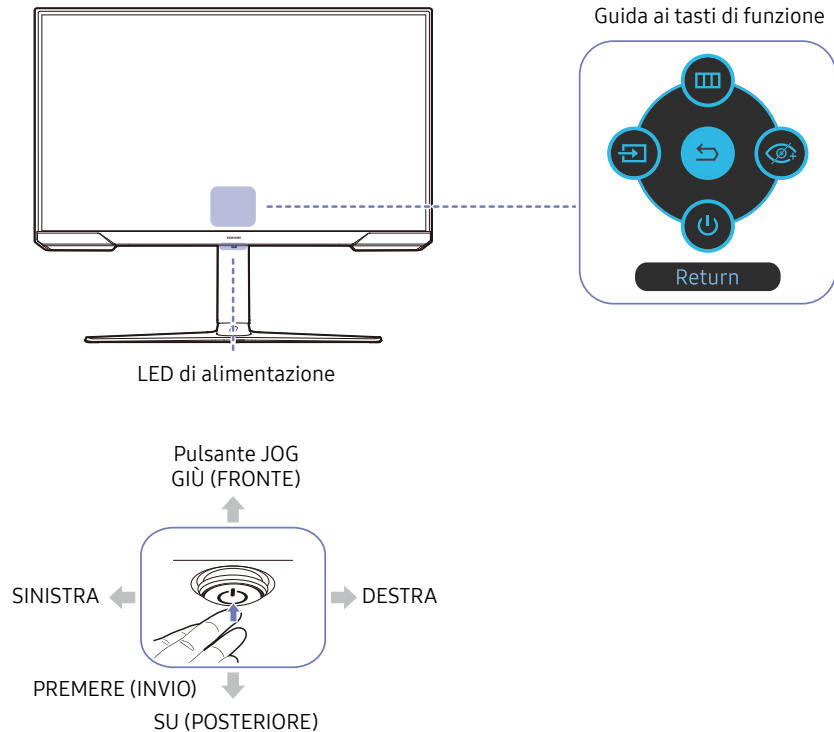 Guida ai tasti di funzione
SAMSUNG
Return
LED di alimentazione
Pulsante JOG
GIÙ (FRONTE)
SINISTRA
DESTRA
PREMERE (INVIO)
SU (POSTERIORE)